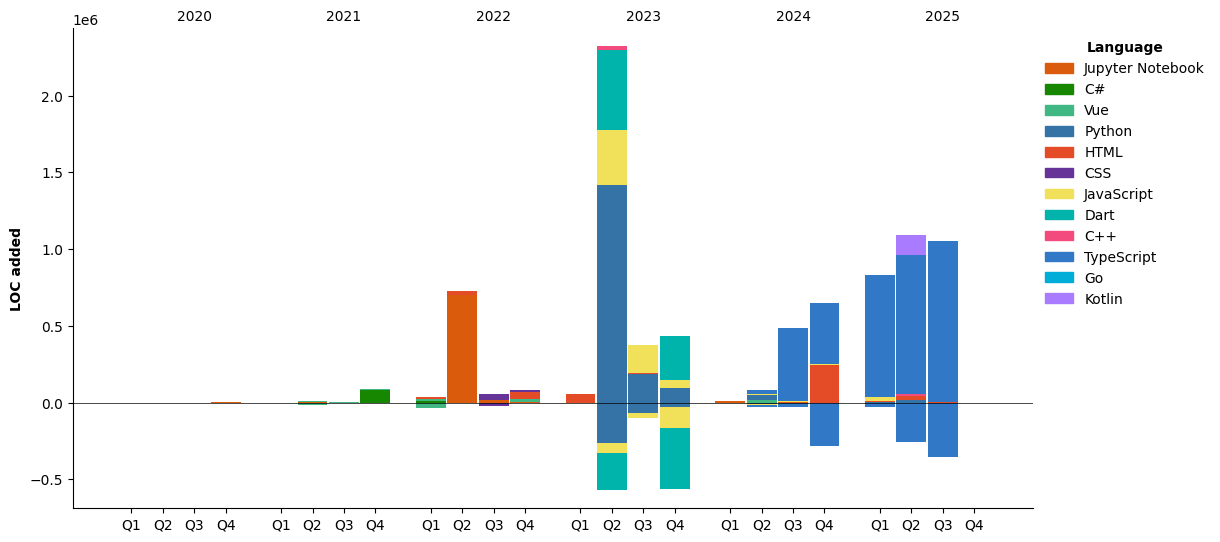 2020 2021 2022 2023 2024 2025
1e6
Language
Jupyter Notebook
C#
Vue
Python
HTML
CSS
JavaScript
Dart
C++
TypeScript
Go
Kotlin
LOC added
2.0
1.5
1.0
0.5
0.0
−0.5
Q1 Q2 Q3 Q4 Q1 Q2 Q3 Q4 Q1 Q2 Q3 Q4 Q1 Q2 Q3 Q4 Q1 Q2 Q3 Q4 Q1 Q2 Q3 Q4